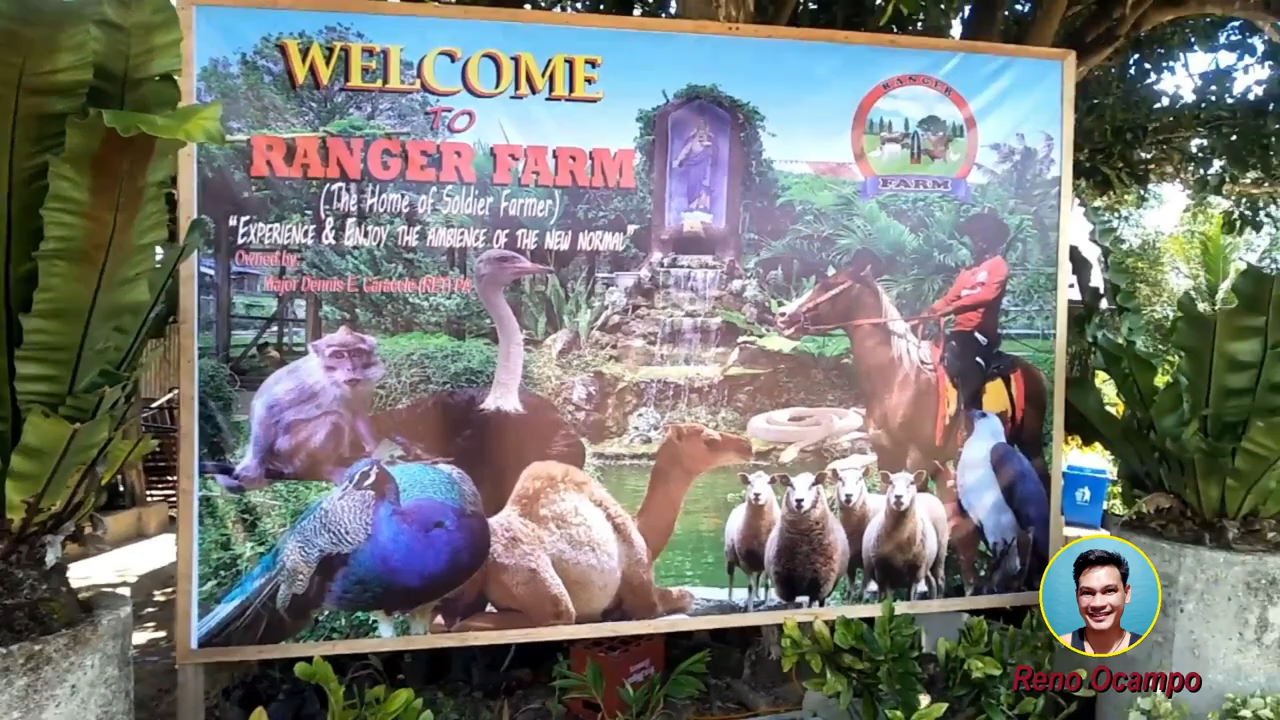 WELCOME
TO
RANGER FARM
(The Home of Soldier Farmer)
"EXPERIENCE & ENJOY THE AMBIENCE OF THE NEW NORMAL"
Owned by:
Major Dennis E. (RET) PA
RANGER
FARM
Reno Ocampo